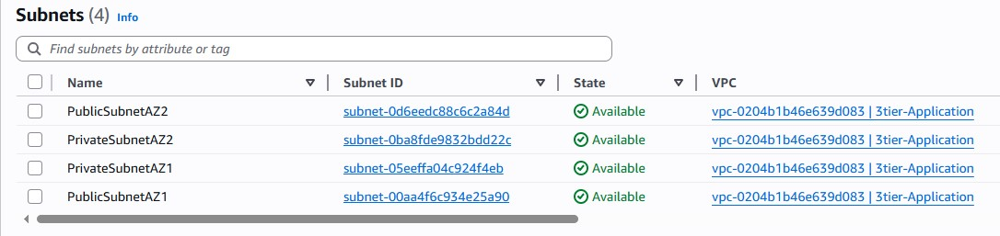 Subnets (4) Info
Find subnets by attribute or tag
Name Subnet ID State VPC
PublicSubnetAZ2 subnet-0d6eedc88c6c2a84d Available vpc-0204b1b46e639d083 | 3tier-Application
PrivateSubnetAZ2 subnet-0ba8fde9832bdd22c Available vpc-0204b1b46e639d083 | 3tier-Application
PrivateSubnetAZ1 subnet-05eeffa04c924f4eb Available vpc-0204b1b46e639d083 | 3tier-Application
PublicSubnetAZ1 subnet-00aa4f6c934e25a90 Available vpc-0204b1b46e639d083 | 3tier-Application